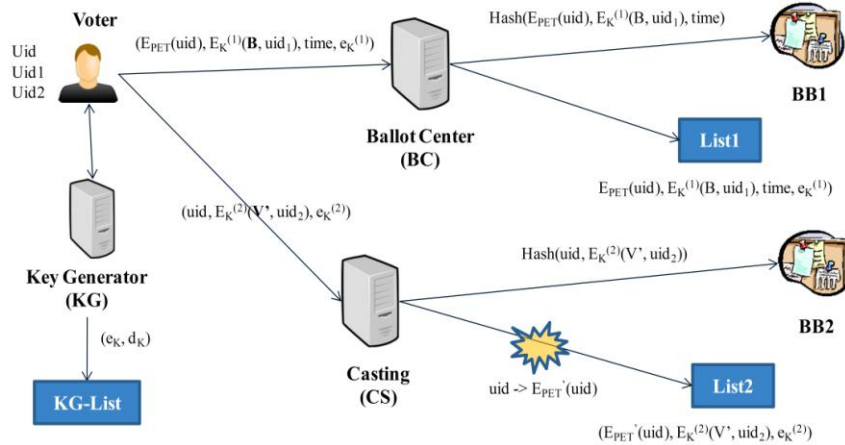 Voter
Uid
Uid1
Uid2
(E_PET(uid), E_K^(1)(B, uid_1), time, e_K^(1))
Hash(E_PET(uid), E_K^(1)(B, uid_1), time)
BB1
Ballot Center
(BC)
List1
E_PET(uid), E_K^(1)(B, uid_1), time, e_K^(1))
(uid, E_K^(2)(V', uid_2), e_K^(2))
Key Generator
(KG)
Hash(uid, E_K^(2)(V', uid_2))
BB2
(e_K, d_K)
Casting
(CS)
uid -> E_PET'(uid)
List2
KG-List
(E_PET'(uid), E_K^(2)(V', uid_2), e_K^(2))